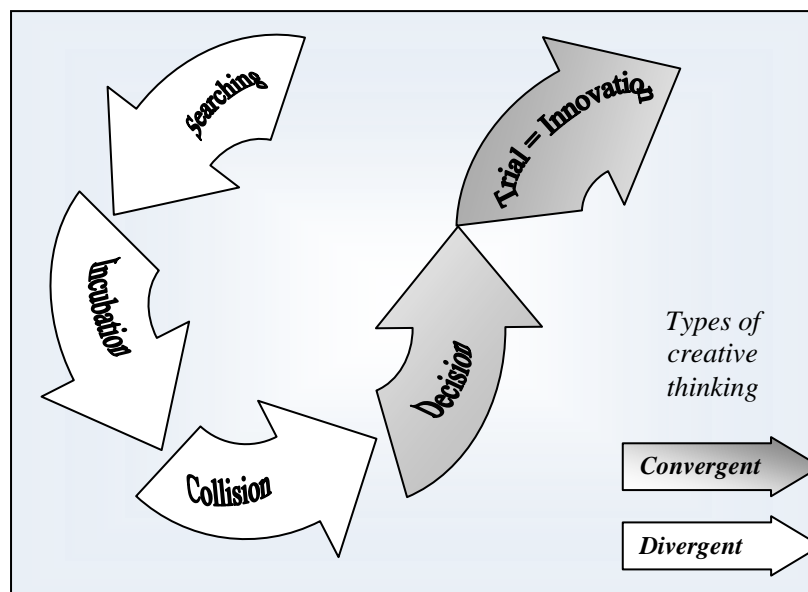 Searching
Incubation
Collision
Decision
Trial = Innovation
Types of
creative
thinking
Convergent
Divergent